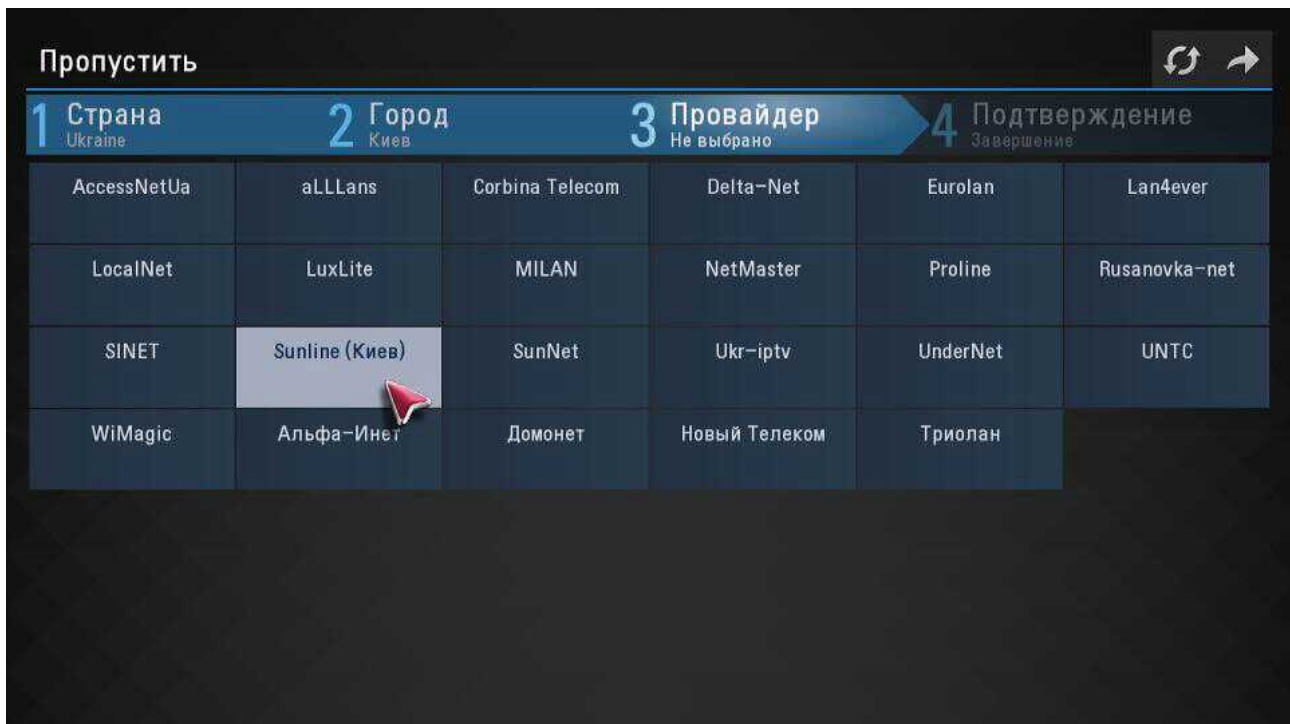 Пропустить
1 Страна 2 Город 3 Провайдер 4 Подтверждение
Ukraine Киев Не выбрано Завершение
AccessNetUa aLLLans Corbina Telecom Delta-Net Eurolan Lan4ever
LocalNet LuxLite MILAN NetMaster Proline Rusanovka-net
SINET Sunline (Киев) SunNet Ukr-iptv UnderNet UNTC
WiMagic Альфа-Инет Домонет Новый Телеком Триолан